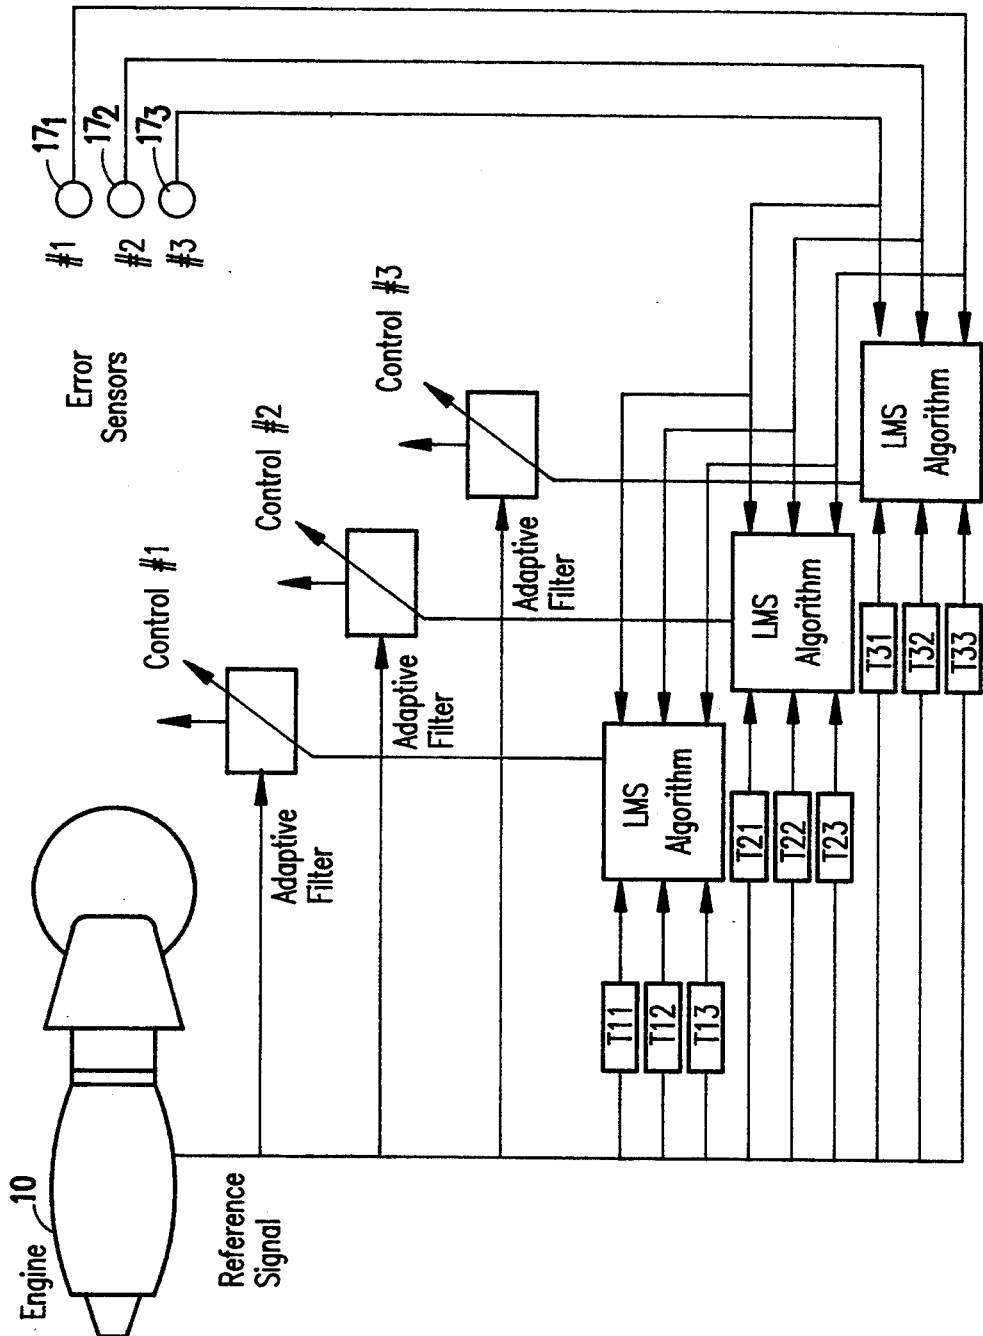 Engine
10
Reference
Signal
Error
Sensors
#1
#2
#3
17₁
17₂
17₃
Control #1
Control #2
Control #3
Adaptive
Filter
Adaptive
Filter
Adaptive
Filter
T11
T12
T13
LMS
Algorithm
T21
T22
T23
LMS
Algorithm
T31
T32
T33
LMS
Algorithm